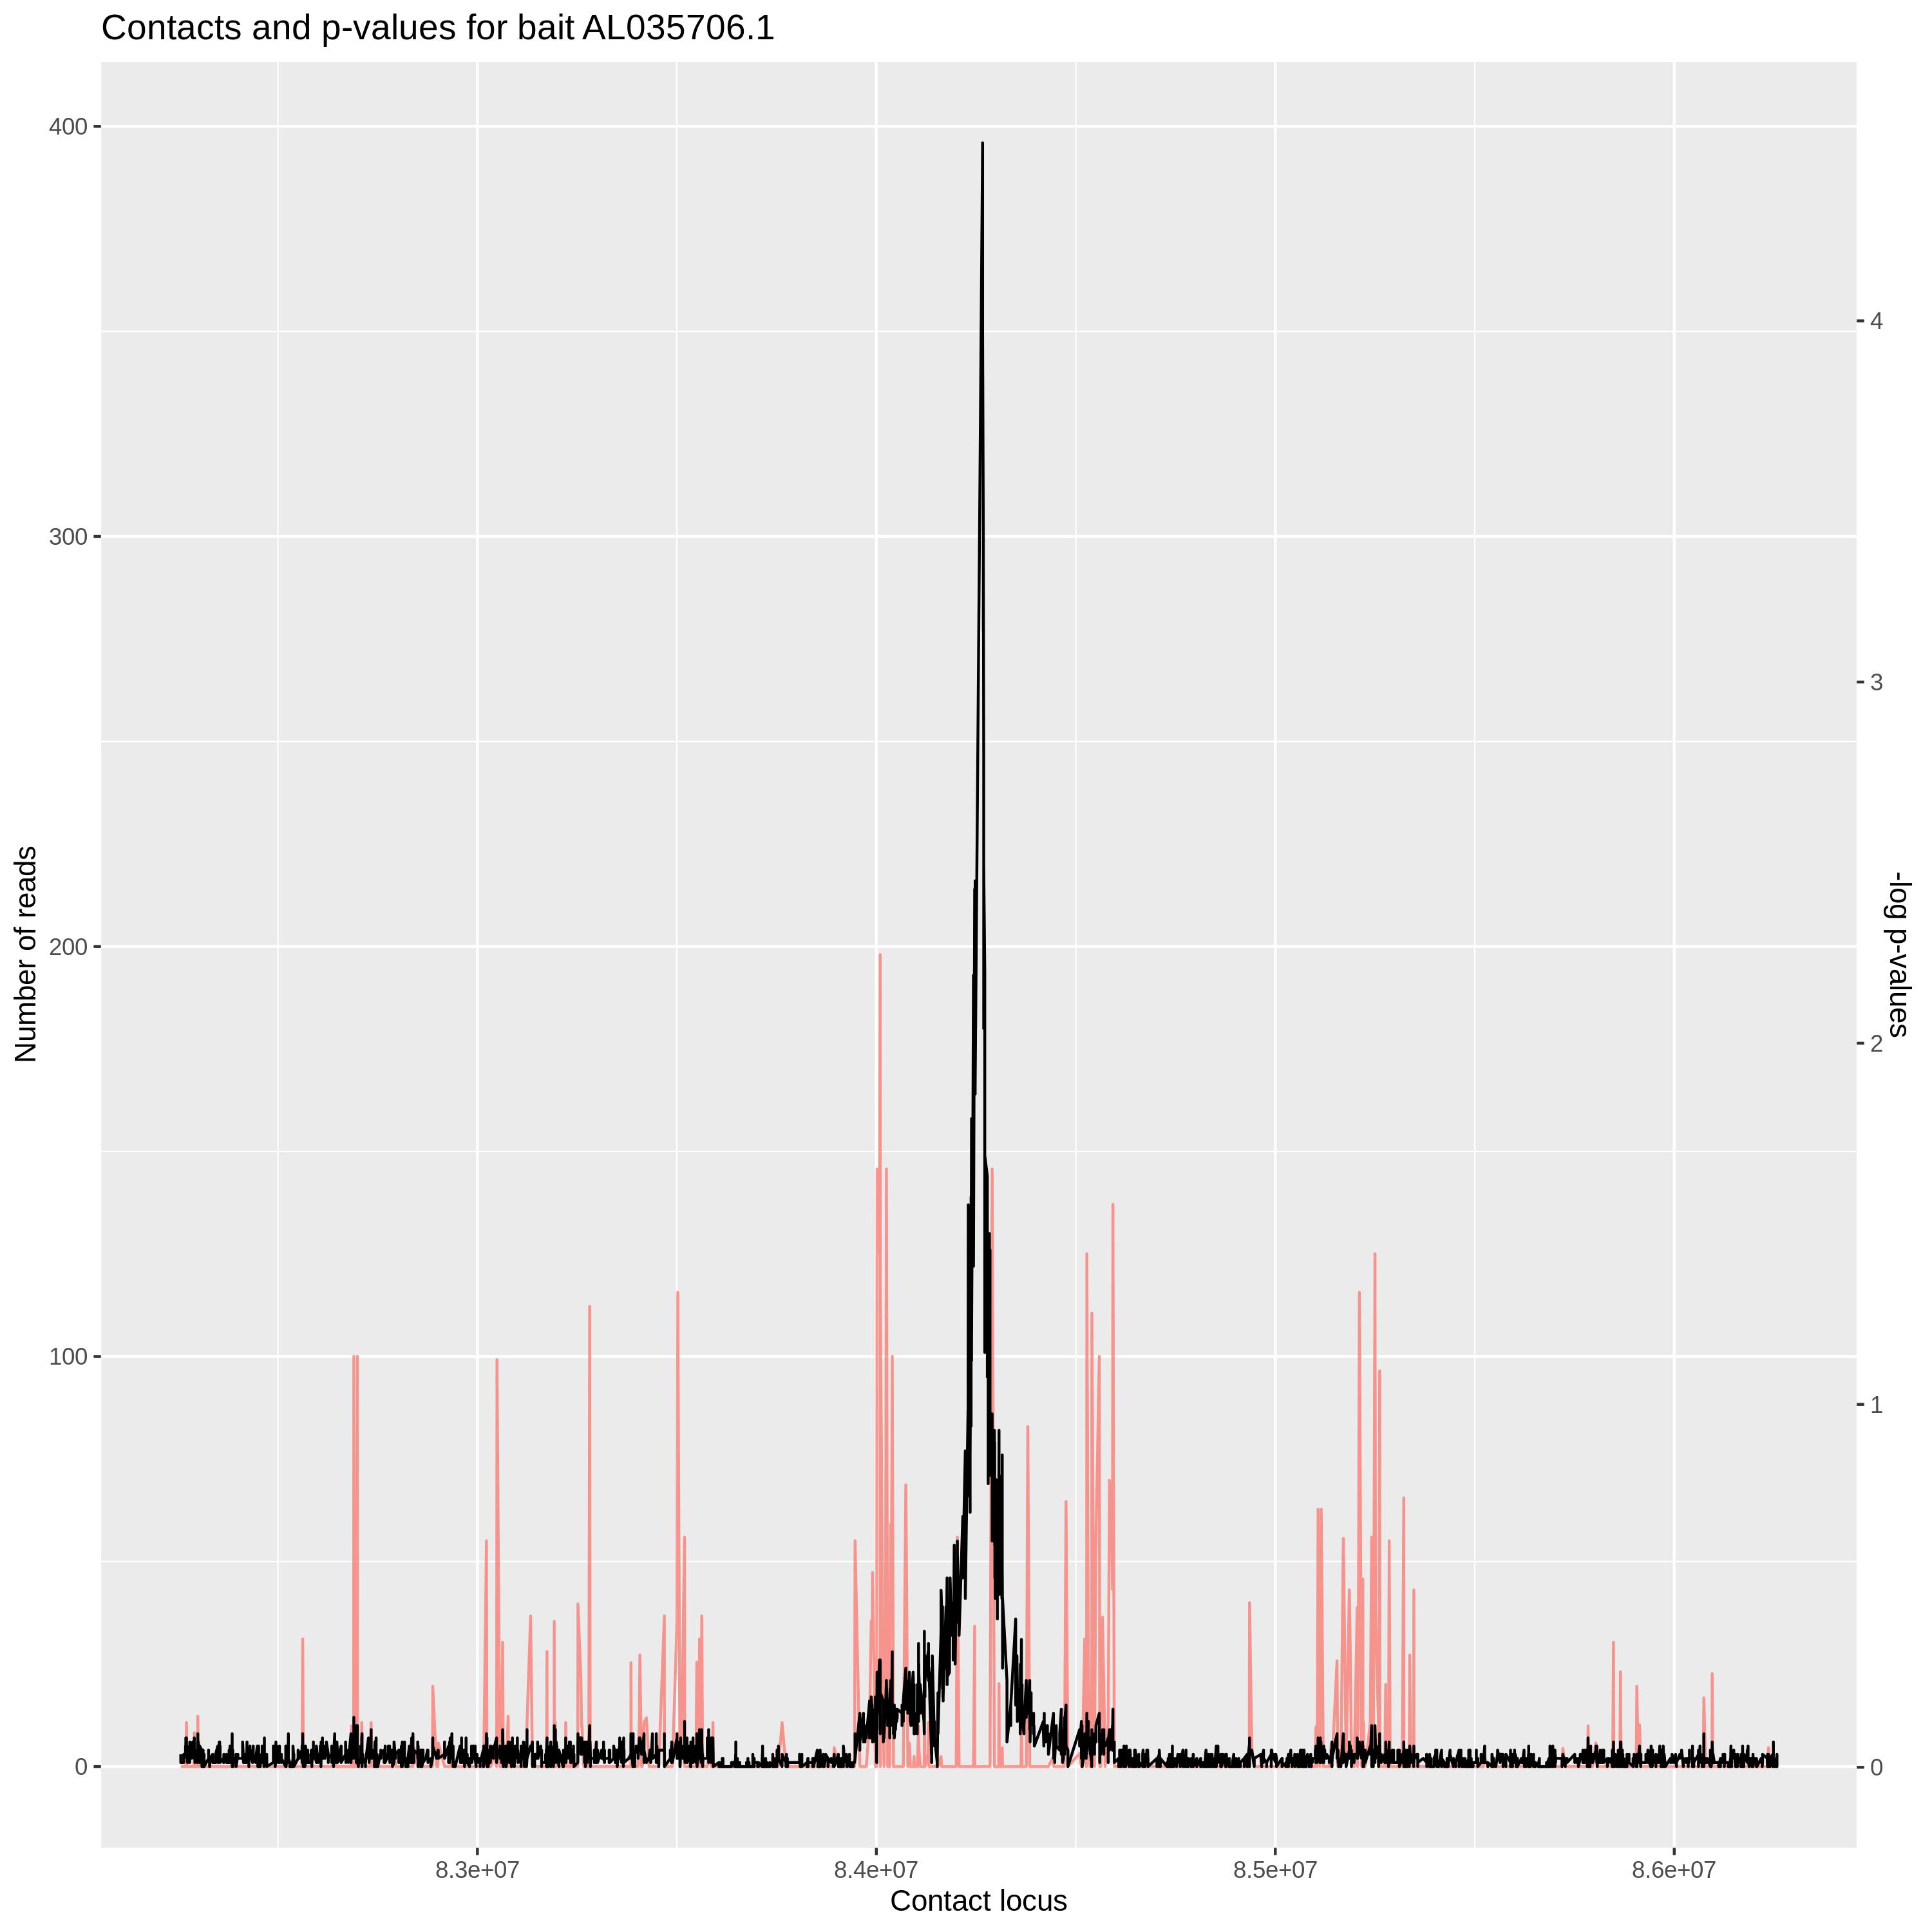 Contacts and p-values for bait AL035706.1
400
300
200
100
0
Number of reads
4
3
2
1
0
-log p-values
8.3e+07
8.4e+07
8.5e+07
8.6e+07
Contact locus